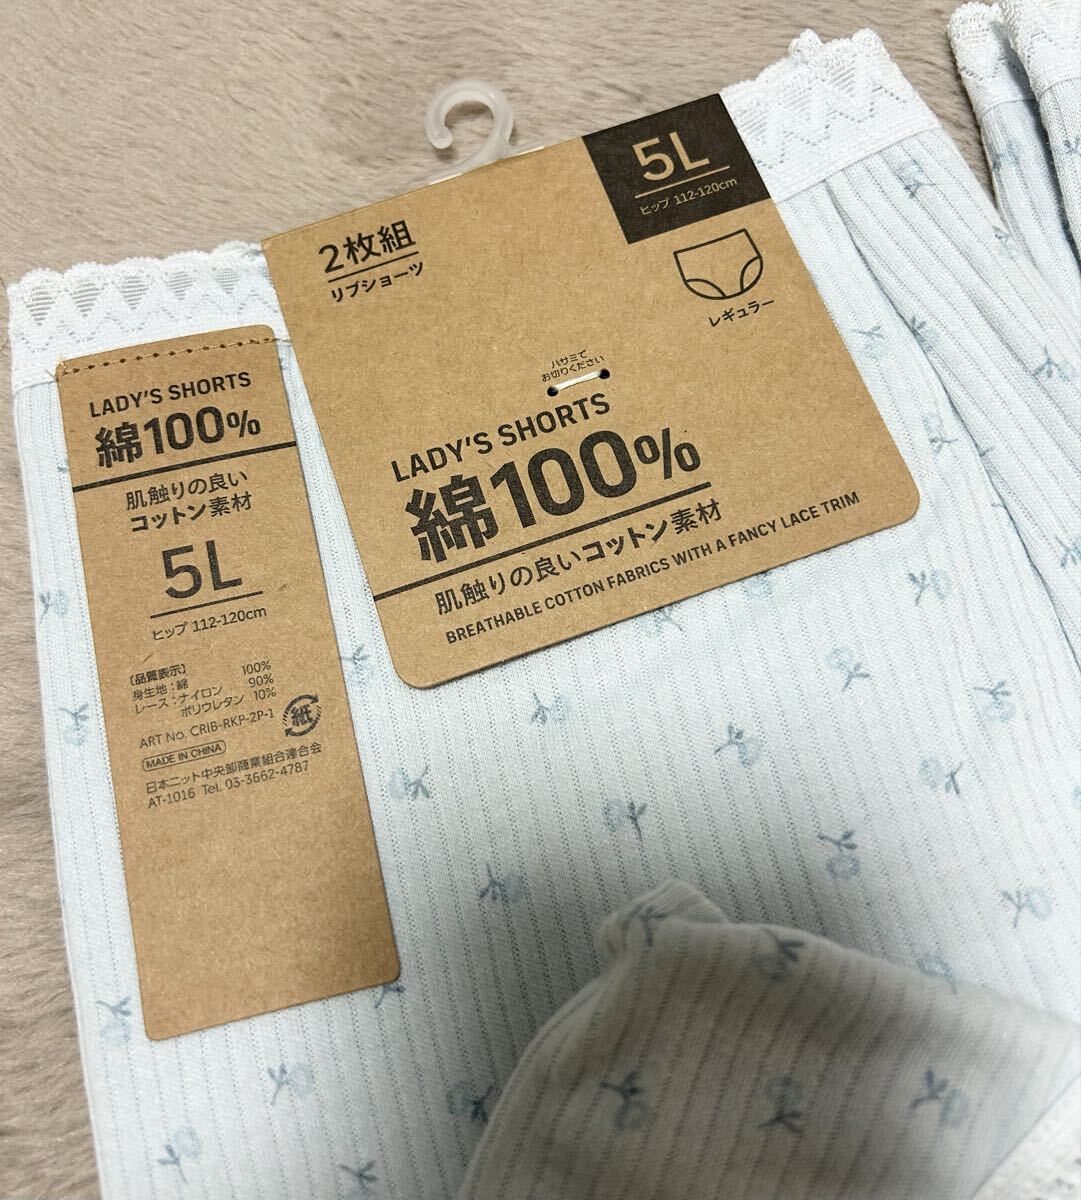 5L
ヒップ 112-120cm
2枚組
リブショーツ
レギュラー
ハサミで
お切りください
LADY'S SHORTS
綿100%
肌触りの良いコットン素材
BREATHABLE COTTON FABRICS WITH A FANCY LACE TRIM
LADY'S SHORTS
綿100%
肌触りの良い
コットン素材
5L
ヒップ 112-120cm
〔品質表示〕
身生地：綿 100%
レース：ナイロン 90%
ポリウレタン 10%
ART No. CRIB-RKP-2P-1
紙
MADE IN CHINA
日本ニット中央卸商業組合連合会
AT-1016 Tel. 03-3662-4787